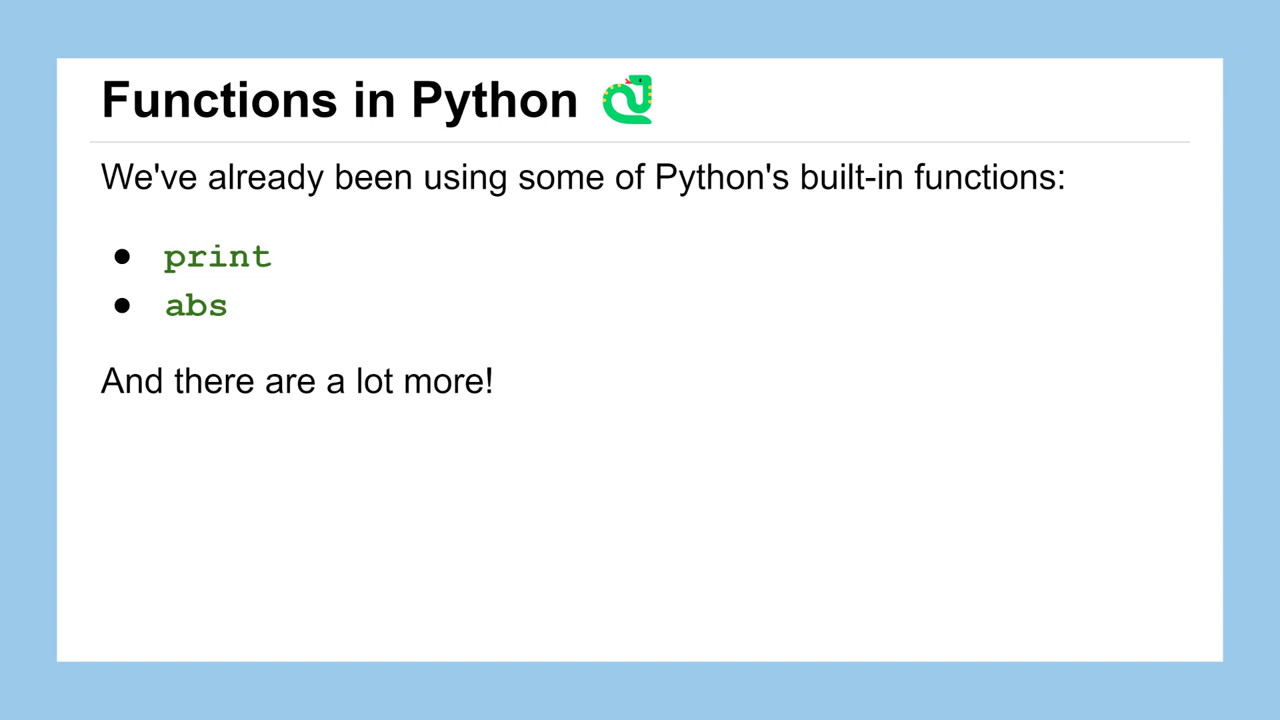 Functions in Python
We've already been using some of Python's built-in functions:
● print
● abs
And there are a lot more!